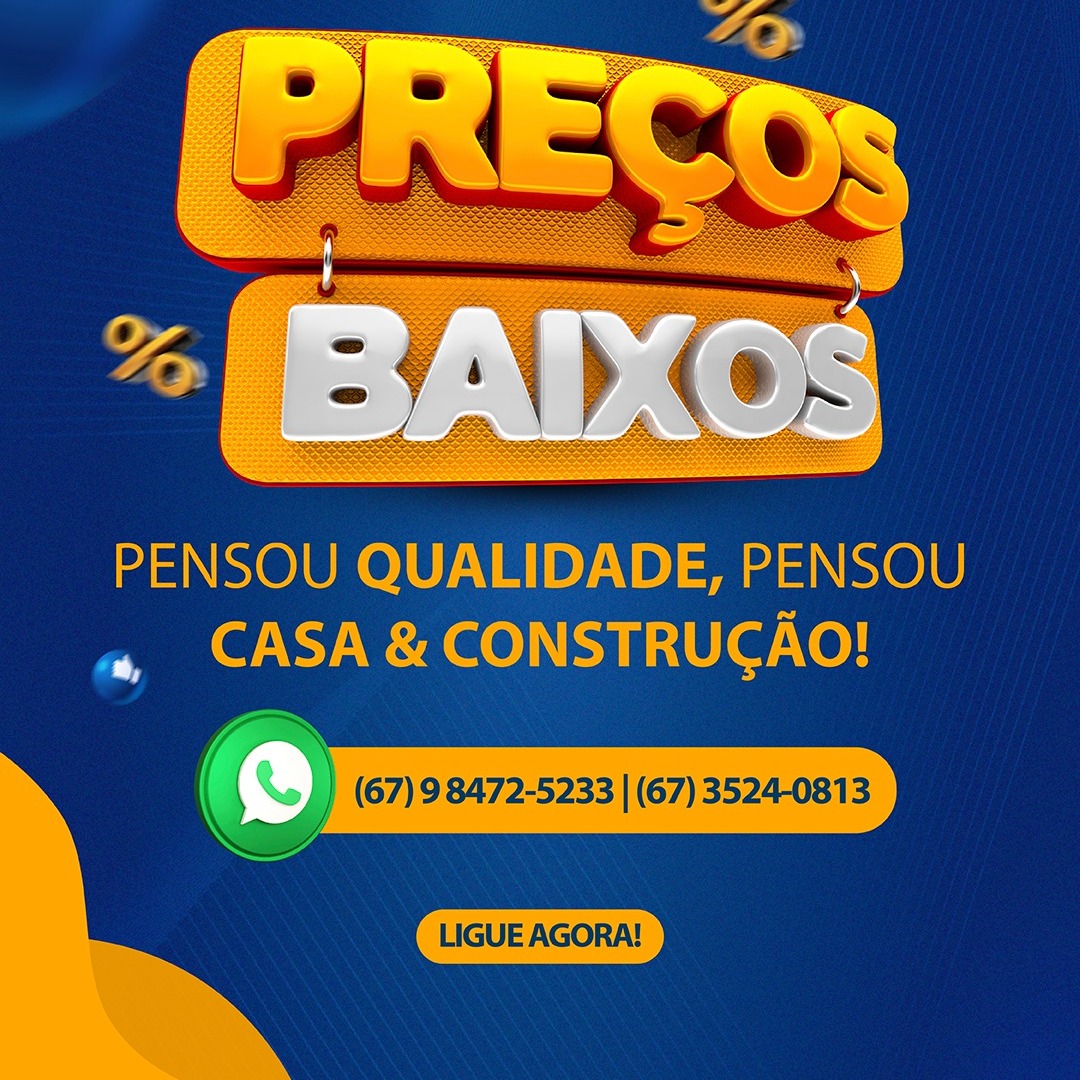 %
PREÇOS
%
BAIXOS
PENSOU QUALIDADE, PENSOU
CASA & CONSTRUÇÃO!
(67) 9 8472-5233 | (67) 3524-0813
LIGUE AGORA!